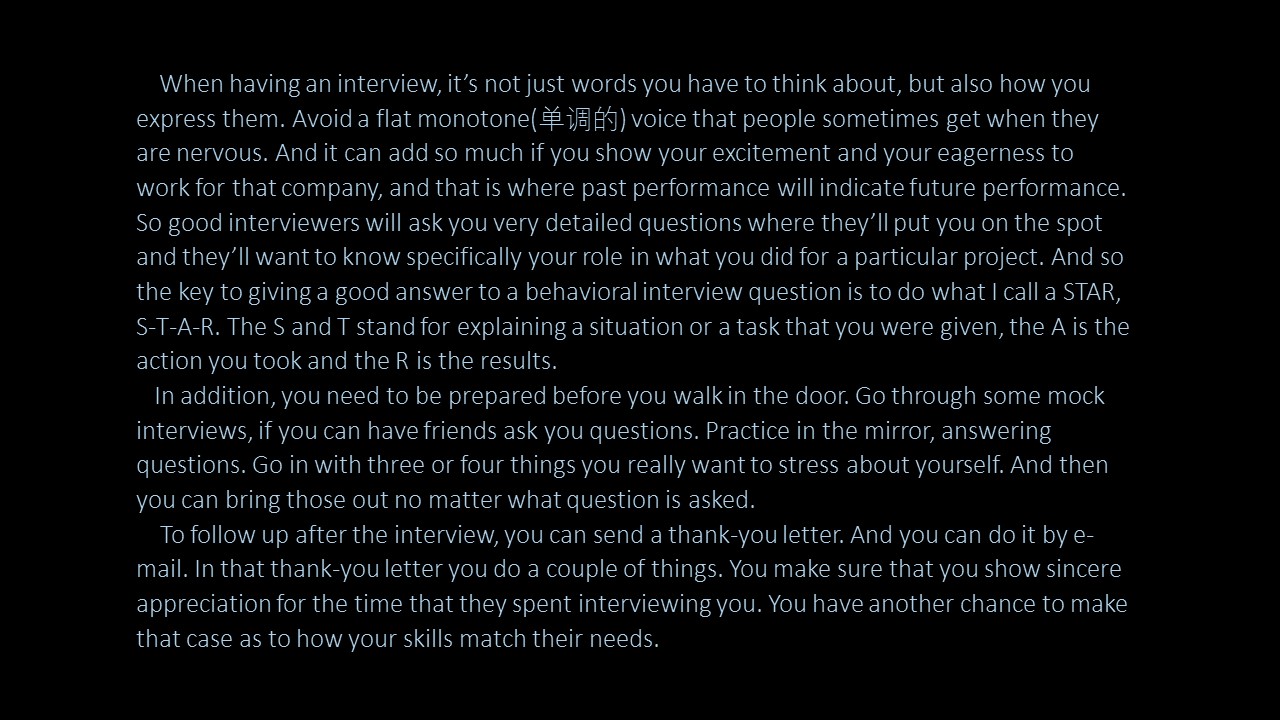 When having an interview, it’s not just words you have to think about, but also how you
express them. Avoid a flat monotone(单调的) voice that people sometimes get when they
are nervous. And it can add so much if you show your excitement and your eagerness to
work for that company, and that is where past performance will indicate future performance.
So good interviewers will ask you very detailed questions where they’ll put you on the spot
and they’ll want to know specifically your role in what you did for a particular project. And so
the key to giving a good answer to a behavioral interview question is to do what I call a STAR,
S-T-A-R. The S and T stand for explaining a situation or a task that you were given, the A is the
action you took and the R is the results.
In addition, you need to be prepared before you walk in the door. Go through some mock
interviews, if you can have friends ask you questions. Practice in the mirror, answering
questions. Go in with three or four things you really want to stress about yourself. And then
you can bring those out no matter what question is asked.
To follow up after the interview, you can send a thank-you letter. And you can do it by e-
mail. In that thank-you letter you do a couple of things. You make sure that you show sincere
appreciation for the time that they spent interviewing you. You have another chance to make
that case as to how your skills match their needs.